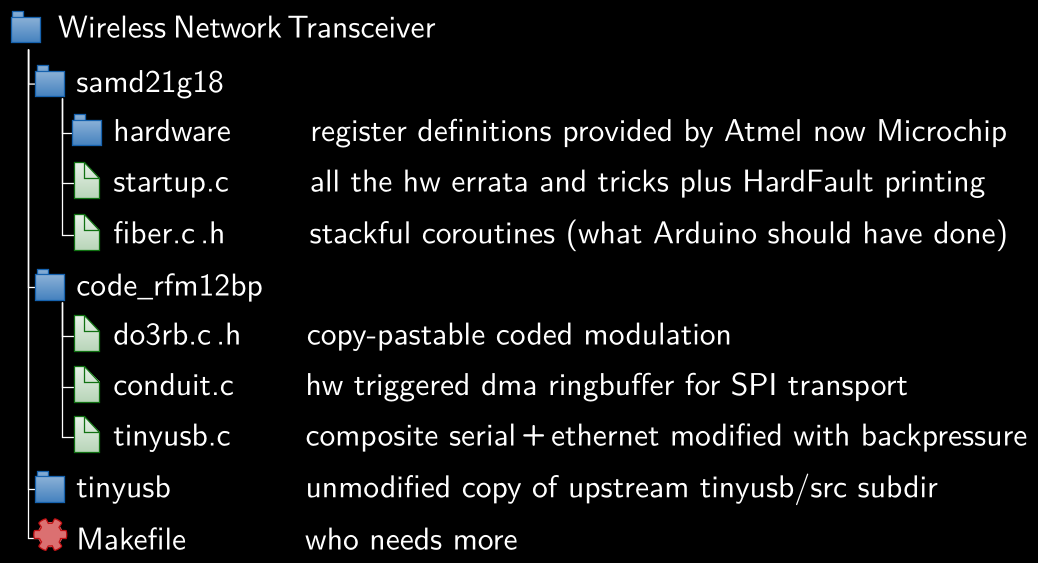 Wireless Network Transceiver
samd21g18
hardware register definitions provided by Atmel now Microchip
startup.c all the hw errata and tricks plus HardFault printing
fiber.c .h stackful coroutines (what Arduino should have done)
code_rfm12bp
do3rb.c .h copy-pastable coded modulation
conduit.c hw triggered dma ringbuffer for SPI transport
tinyusb.c composite serial+ethernet modified with backpressure
tinyusb unmodified copy of upstream tinyusb/src subdir
Makefile who needs more